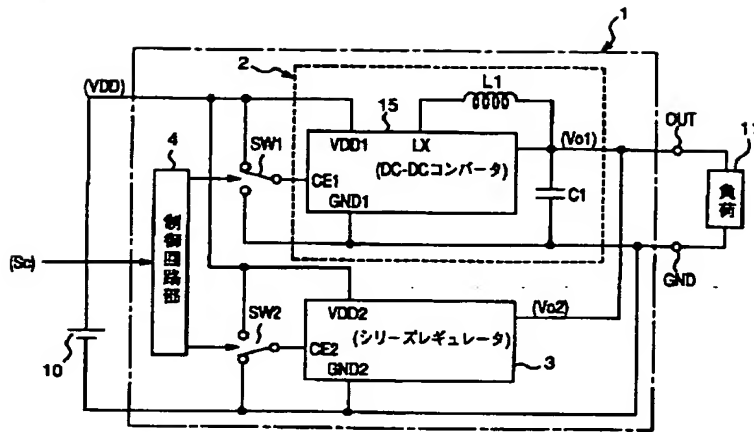 1
2
L1
(VDD)
15
OUT
11
4
SW1
VDD1
LX
(Vo1)
CE1
(DC-DCコンバータ)
GND1
C1
負荷
制御回路部
(Sc)
GND
SW2
VDD2
(Vo2)
(シリーズレギュレータ)
CE2
GND2
3
10